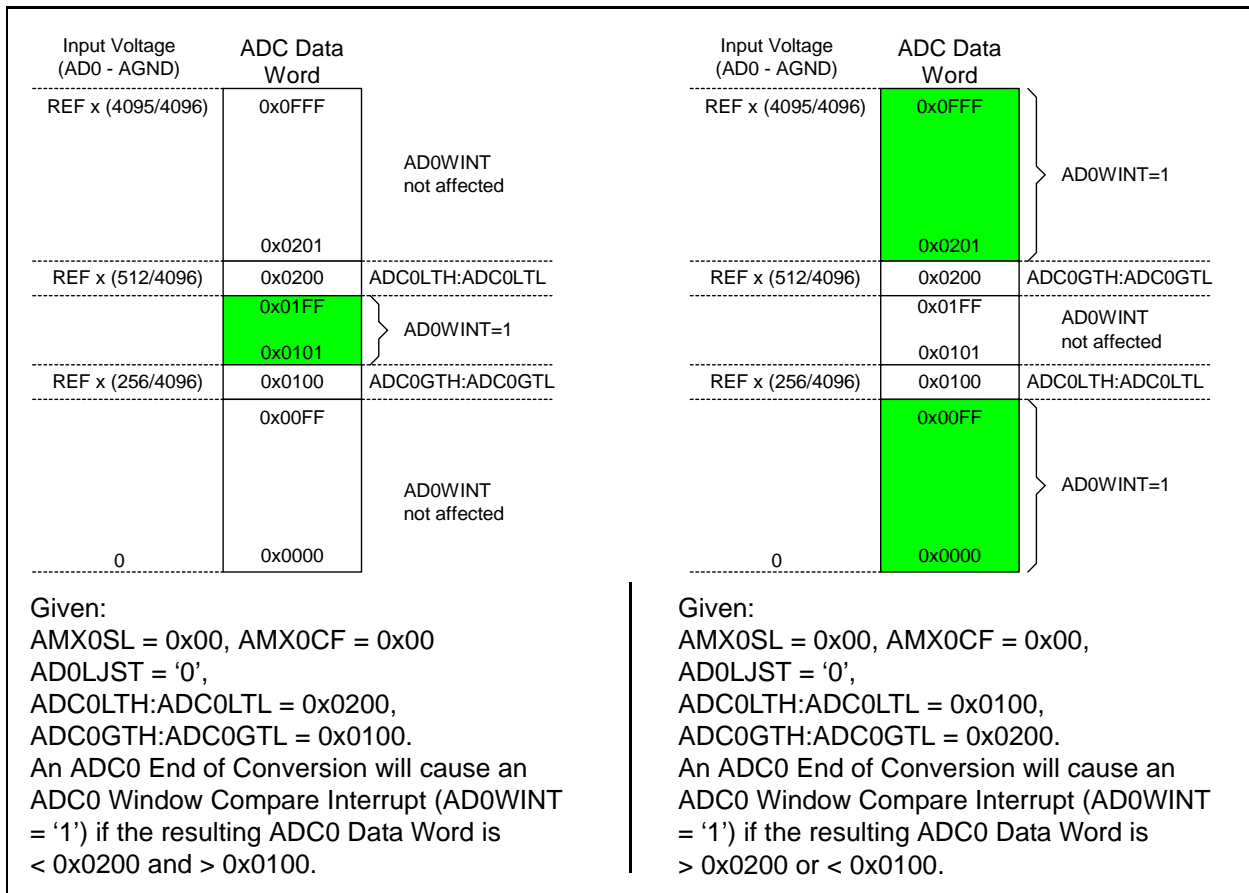 Input Voltage
(AD0 - AGND)
ADC Data
Word
REF x (4095/4096)
0x0FFF
AD0WINT
not affected
0x0201
REF x (512/4096)
0x0200
ADC0LTH:ADC0LTL
0x01FF
AD0WINT=1
0x0101
REF x (256/4096)
0x0100
ADC0GTH:ADC0GTL
0x00FF
AD0WINT
not affected
0
0x0000
Given:
AMX0SL = 0x00, AMX0CF = 0x00
AD0LJST = ‘0’,
ADC0LTH:ADC0LTL = 0x0200,
ADC0GTH:ADC0GTL = 0x0100.
An ADC0 End of Conversion will cause an
ADC0 Window Compare Interrupt (AD0WINT
= ‘1’) if the resulting ADC0 Data Word is
< 0x0200 and > 0x0100.
Input Voltage
(AD0 - AGND)
ADC Data
Word
REF x (4095/4096)
0x0FFF
AD0WINT=1
0x0201
REF x (512/4096)
0x0200
ADC0GTH:ADC0GTL
0x01FF
AD0WINT
not affected
0x0101
REF x (256/4096)
0x0100
ADC0LTH:ADC0LTL
0x00FF
AD0WINT=1
0
0x0000
Given:
AMX0SL = 0x00, AMX0CF = 0x00,
AD0LJST = ‘0’,
ADC0LTH:ADC0LTL = 0x0100,
ADC0GTH:ADC0GTL = 0x0200.
An ADC0 End of Conversion will cause an
ADC0 Window Compare Interrupt (AD0WINT
= ‘1’) if the resulting ADC0 Data Word is
> 0x0200 or < 0x0100.